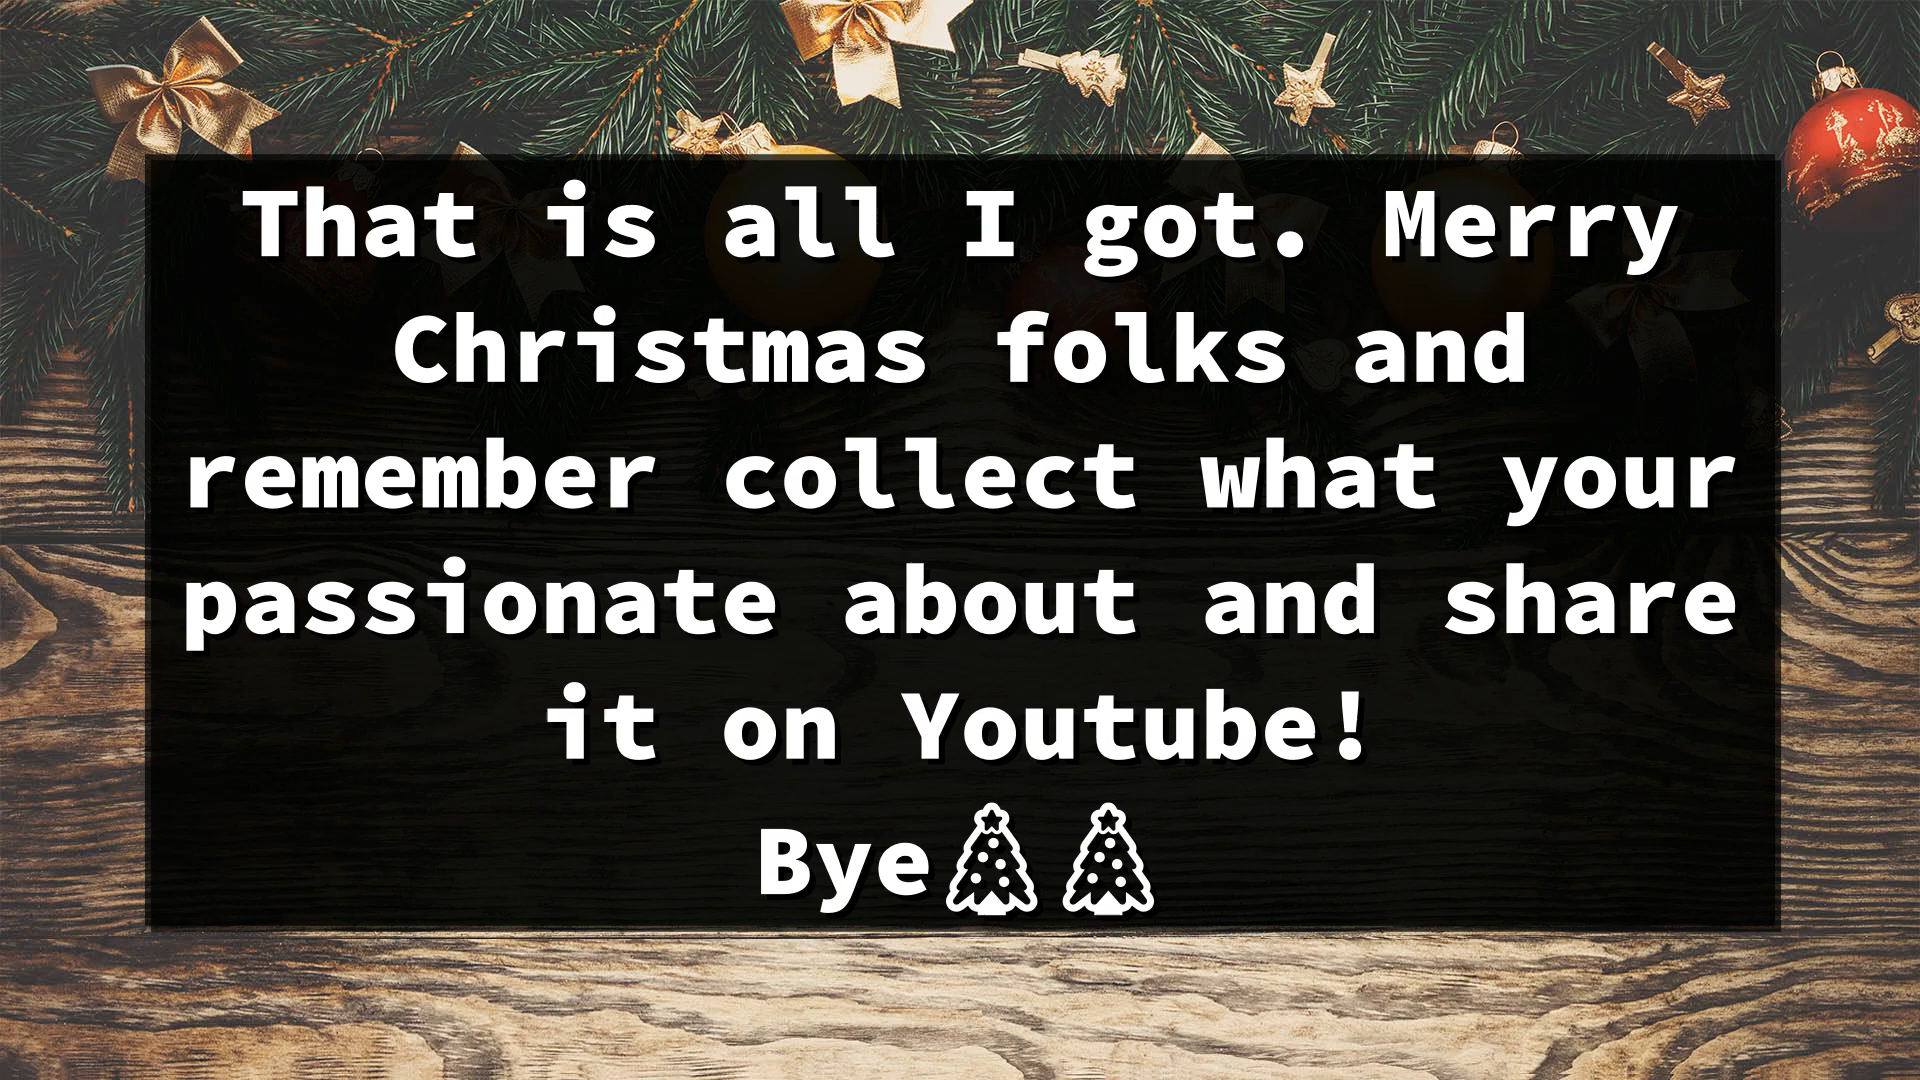 That is all I got. Merry
Christmas folks and
remember collect what your
passionate about and share
it on Youtube!
Bye🎄🎄